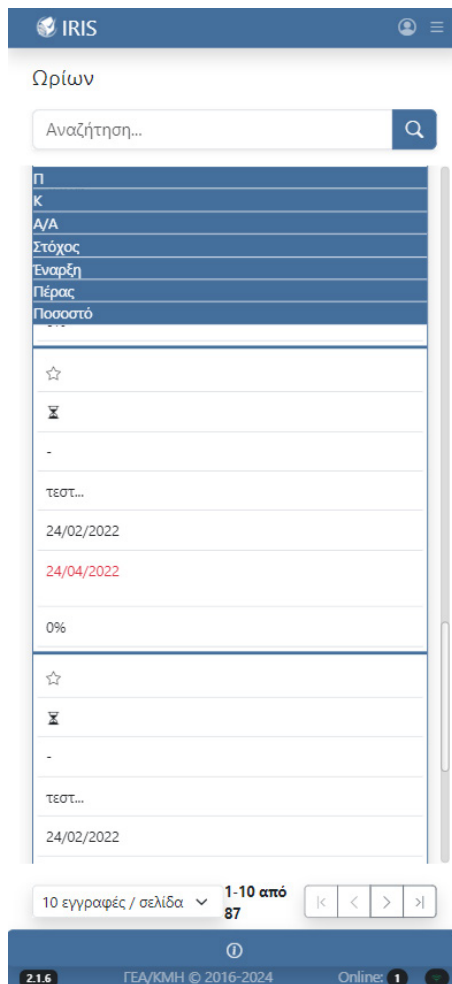 IRIS
Ωρίων
Αναζήτηση...
Π
Κ
Α/Α
Στόχος
Έναρξη
Πέρας
Ποσοστό
-
τεστ...
24/02/2022
24/04/2022
0%
-
τεστ...
24/02/2022
10 εγγραφές / σελίδα
1-10 από
87
2.1.6 ΓΕΑ/ΚΜΗ © 2016-2024 Online: 1